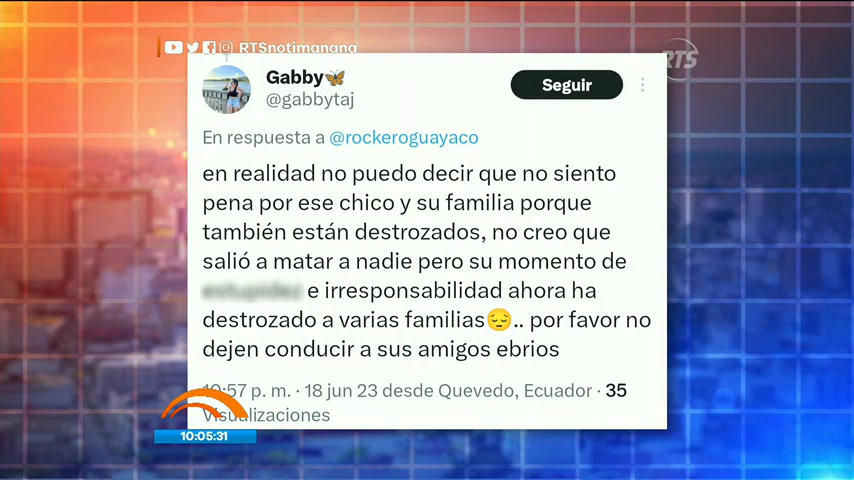 RTSnotimanana
RTS
Gabby🦋
@gabbytaj
Seguir
En respuesta a @rockeroguayaco
en realidad no puedo decir que no siento
pena por ese chico y su familia porque
también están destrozados, no creo que
salió a matar a nadie pero su momento de
e irresponsabilidad ahora ha
destrozado a varias familias😔.. por favor no
dejen conducir a sus amigos ebrios
10:57 p. m. · 18 jun 23 desde Quevedo, Ecuador · 35
Visualizaciones
10:05:31